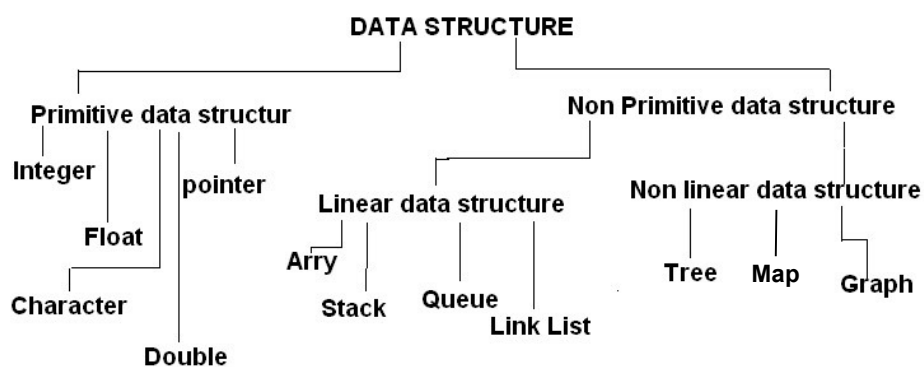 DATA STRUCTURE
Primitive data structur
Non Primitive data structure
Integer
Float
Character
Double
pointer
Linear data structure
Arry
Stack
Queue
Link List
Non linear data structure
Tree
Map
Graph